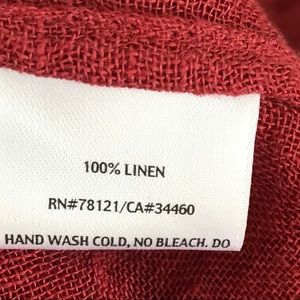 100% LINEN
RN#78121/CA#34460
HAND WASH COLD, NO BLEACH. DO